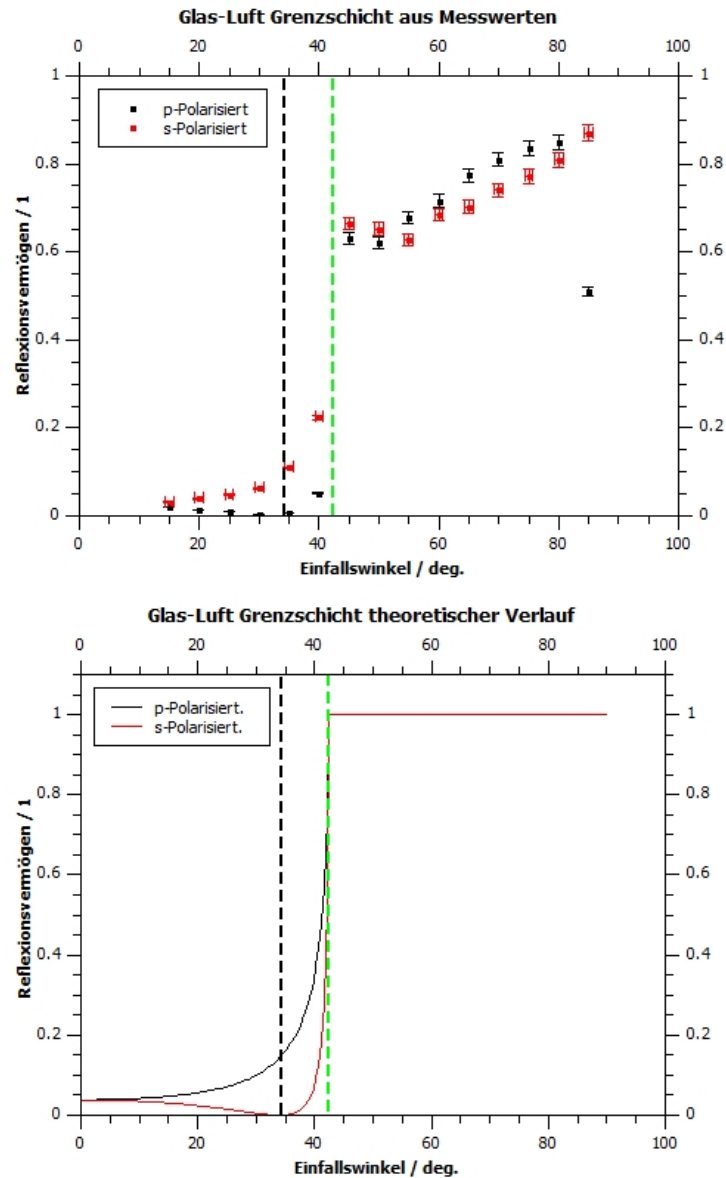 Glas-Luft Grenzschicht aus Messwerten
0 20 40 60 80 100
1 1
p-Polarisiert
s-Polarisiert
0.8 0.8
0.6 0.6
0.4 0.4
0.2 0.2
0 0
0 20 40 60 80 100
Reflexionsvermögen / 1
Einfallswinkel / deg.
Glas-Luft Grenzschicht theoretischer Verlauf
0 20 40 60 80 100
p-Polarisiert.
s-Polarisiert.
1 1
0.8 0.8
0.6 0.6
0.4 0.4
0.2 0.2
0 0
0 20 40 60 80 100
Reflexionsvermögen / 1
Einfallswinkel / deg.